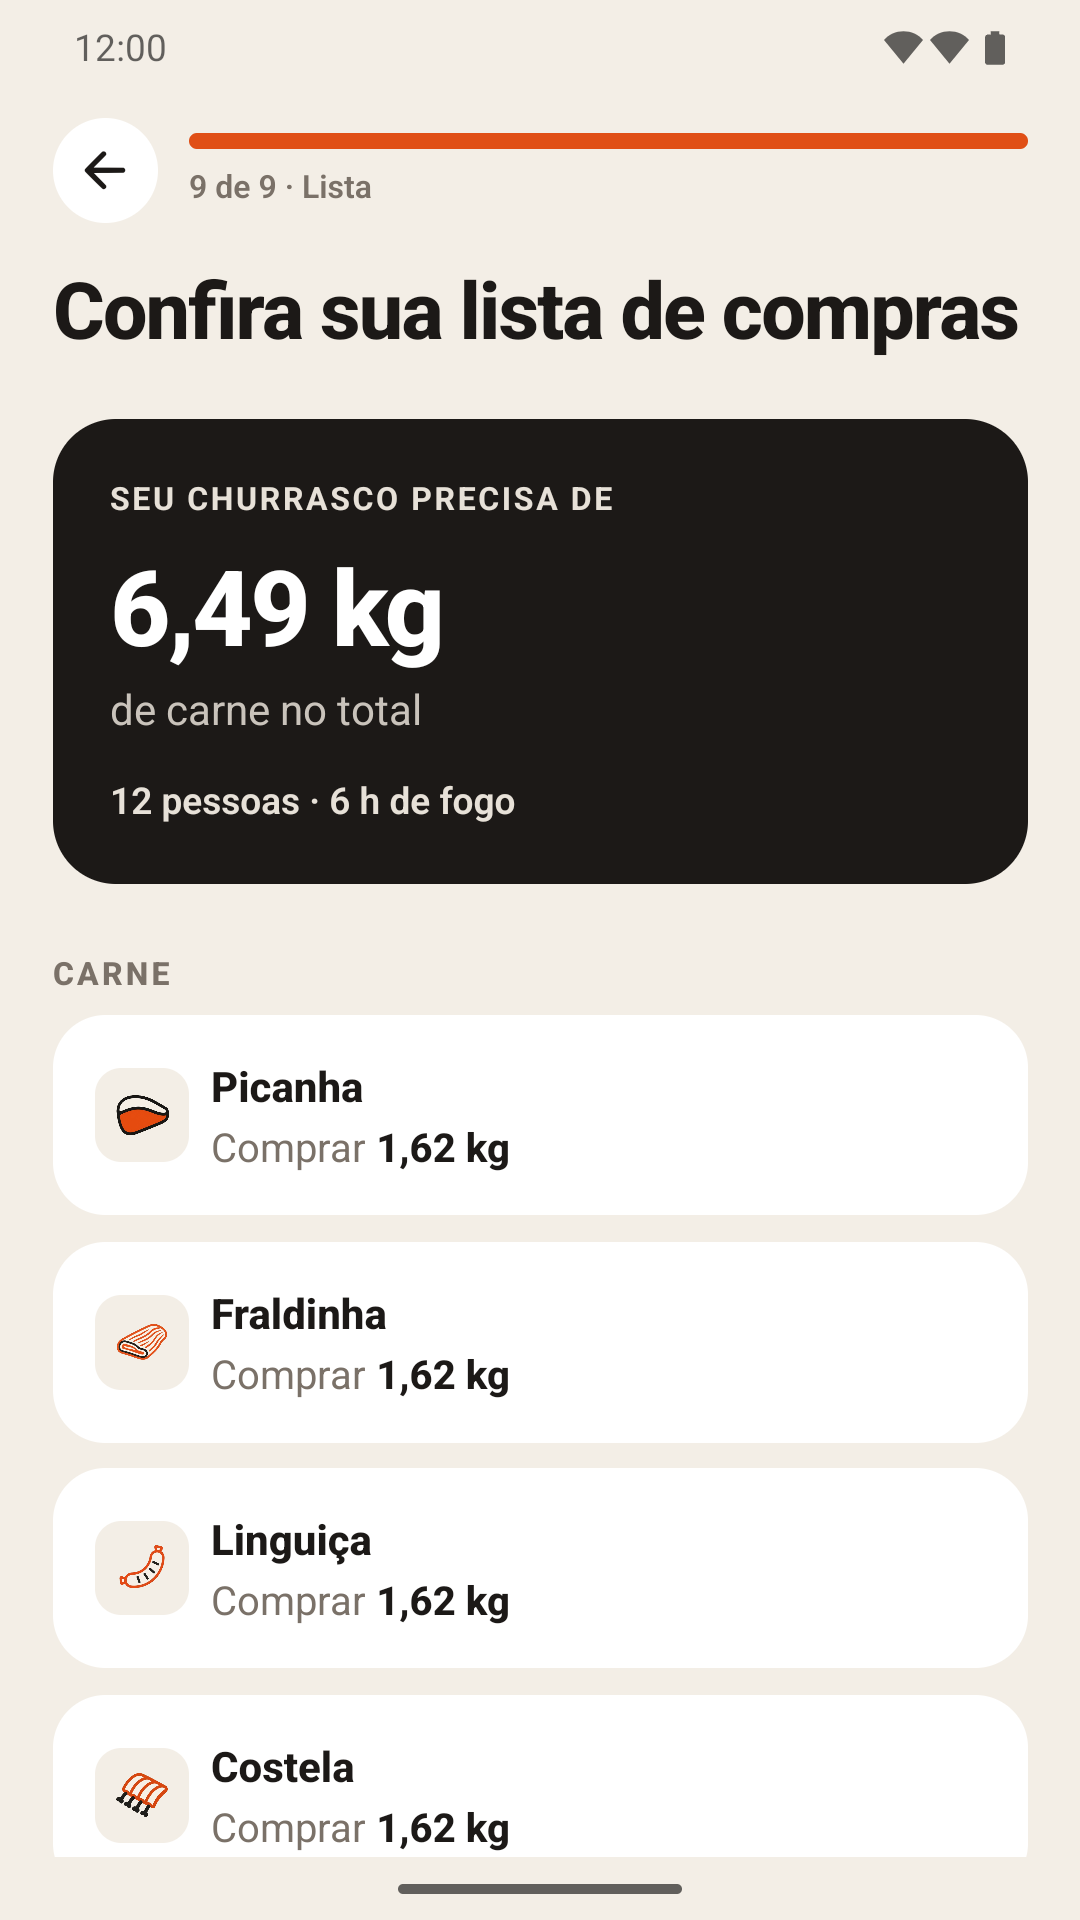 12:00
9 de 9 · Lista
Confira sua lista de compras
SEU CHURRASCO PRECISA DE
6,49 kg
de carne no total
12 pessoas · 6 h de fogo
CARNE
Picanha
Comprar 1,62 kg
Fraldinha
Comprar 1,62 kg
Linguiça
Comprar 1,62 kg
Costela
Comprar 1,62 kg